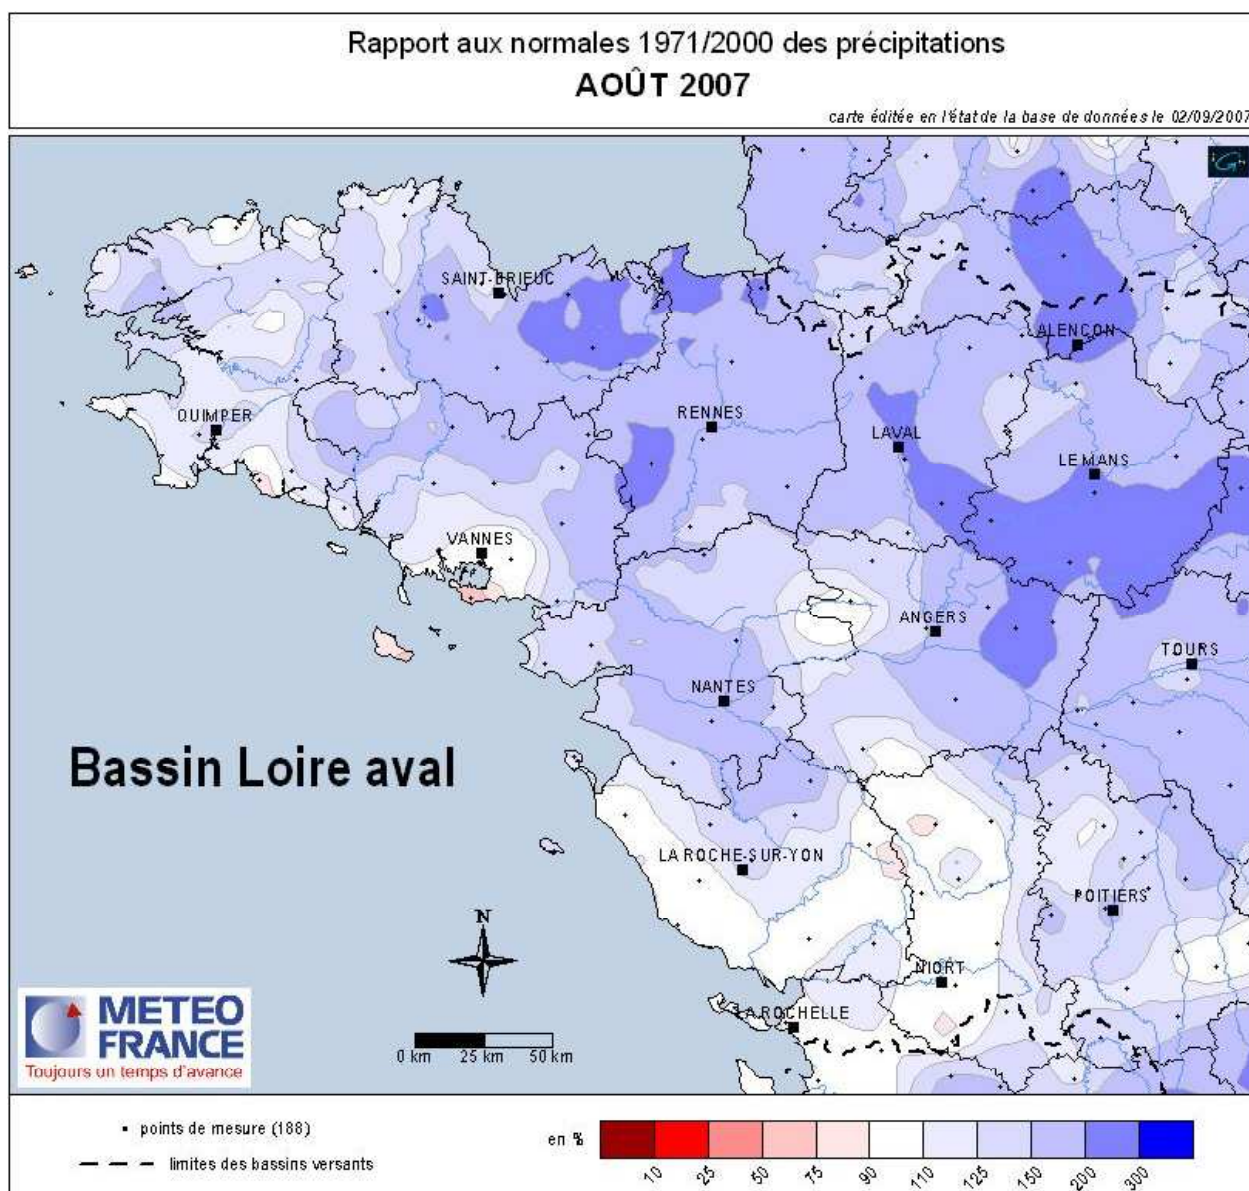 Rapport aux normales 1971/2000 des précipitations
AOÛT 2007
carte éditée en l'état de la base de données le 02/09/2007
SAINT-BRIEUC
ALENÇON
QUIMPER
RENNES
LAVAL
LE MANS
VANNES
ANGERS
TOURS
NANTES
Bassin Loire aval
LA ROCHE-SUR-YON
POITIERS
N
NIORT
METEO
FRANCE
Toujours un temps d'avance
LA ROCHELLE
0 km 25 km 50 km
points de mesure (188)
limites des bassins versants
en %
10 25 50 75 90 110 125 150 200 300